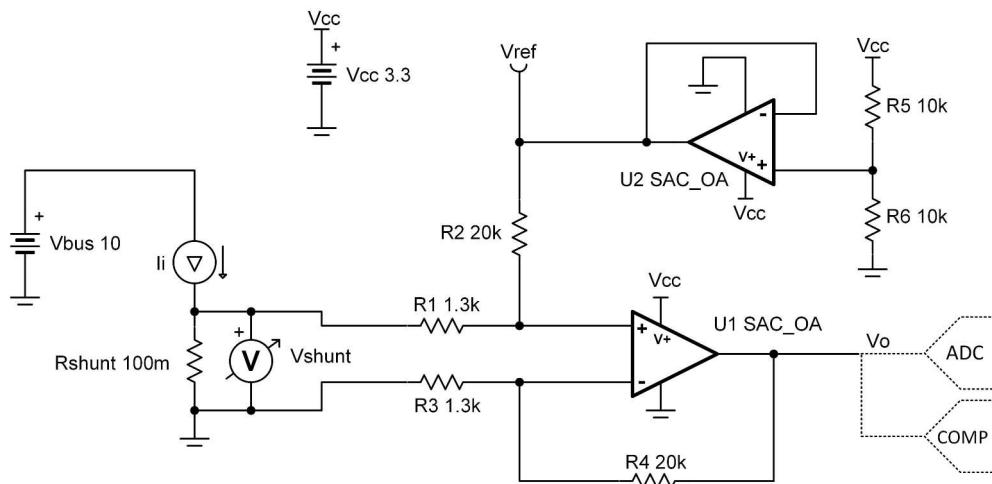 Vcc
+
Vcc 3.3
Vref
Vcc
R5 10k
-
V+
+
U2 SAC_OA
Vcc
R6 10k
+
Vbus 10
Ii
R2 20k
R1 1.3k
Vcc
U1 SAC_OA
+
V+
-
Vo
ADC
COMP
Rshunt 100m
+
V
Vshunt
R3 1.3k
R4 20k